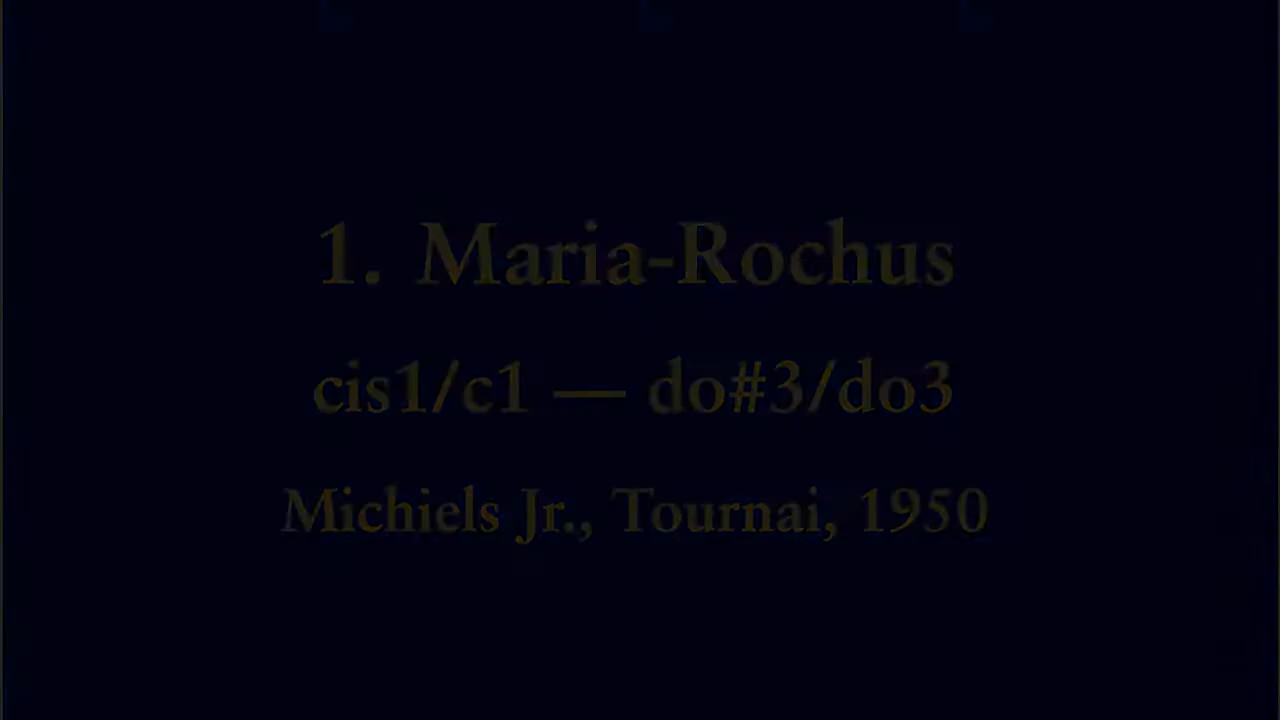 1. Maria-Rochus
cis1/c1 — do#3/do3
Michiels Jr., Tournai, 1950